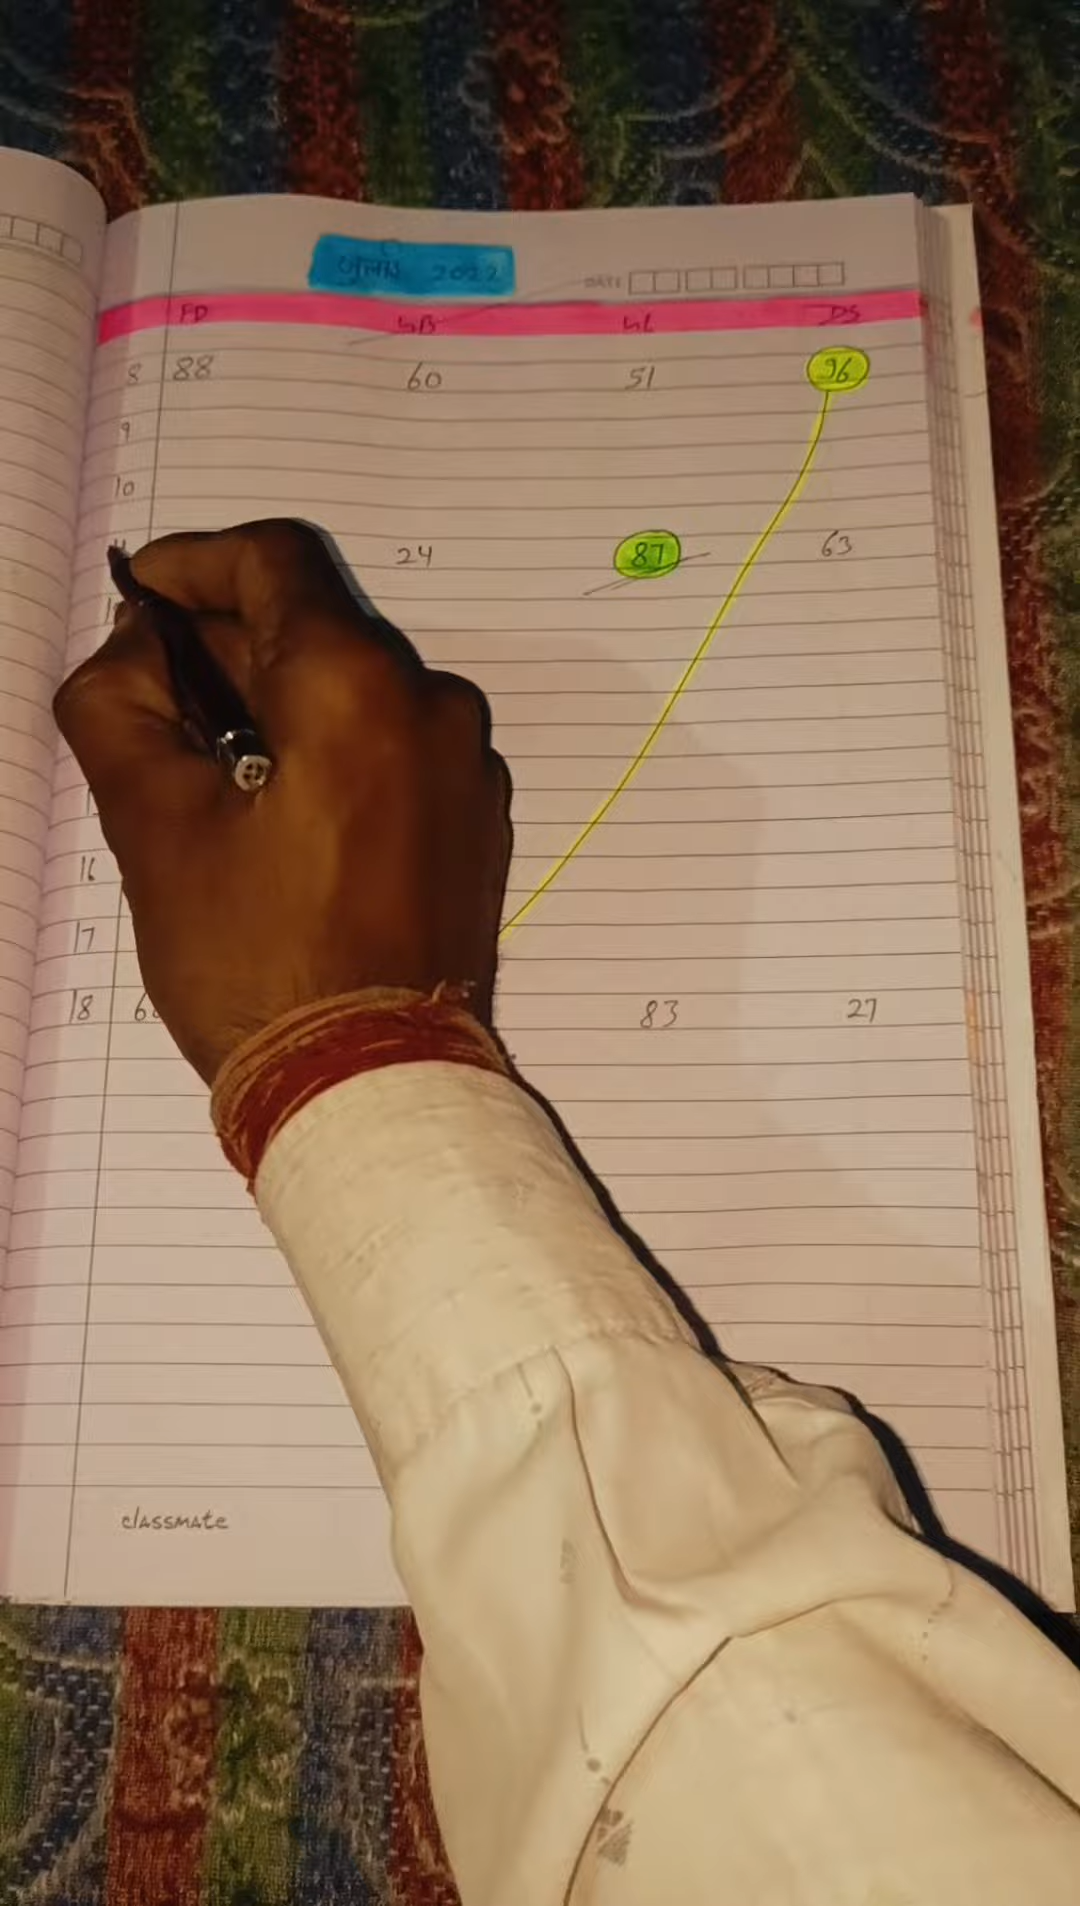 जुलाई 2022
DATE
FD GB GL DS
8 88 60 51 96
9
10
11 24 87 63
16
17
18 83 27
classmate